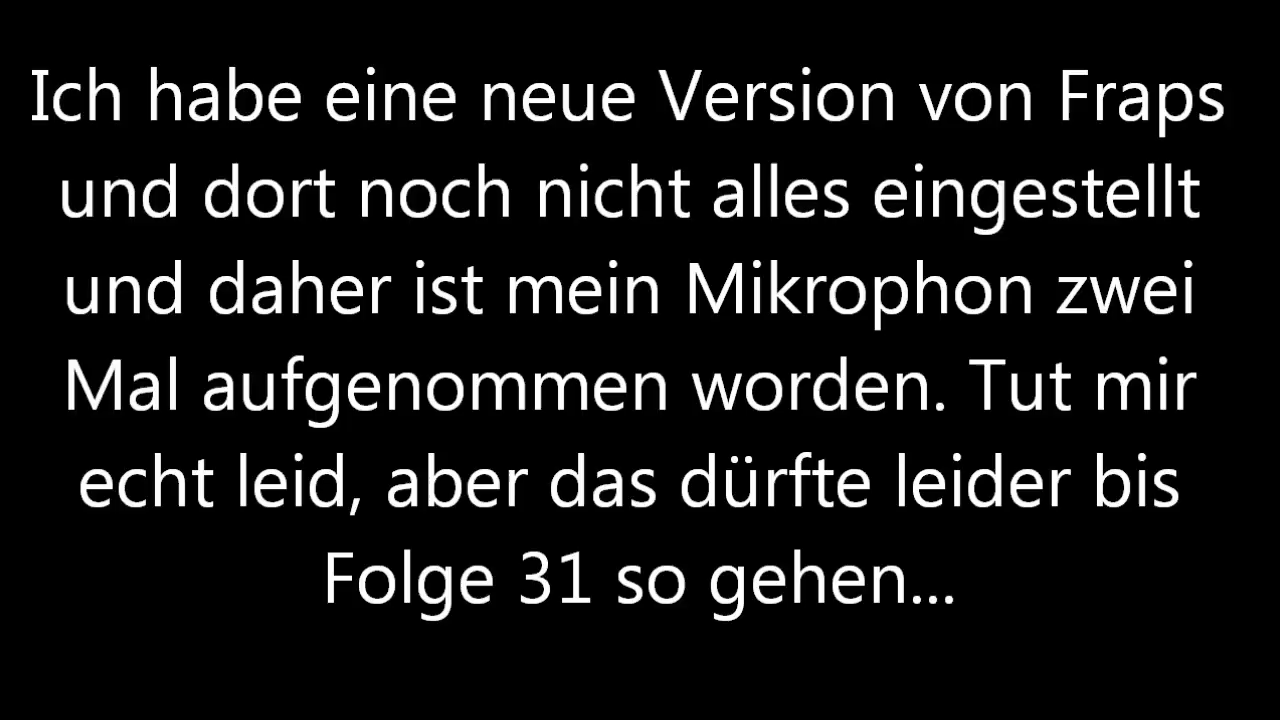 Ich habe eine neue Version von Fraps
und dort noch nicht alles eingestellt
und daher ist mein Mikrophon zwei
Mal aufgenommen worden. Tut mir
echt leid, aber das dürfte leider bis
Folge 31 so gehen...